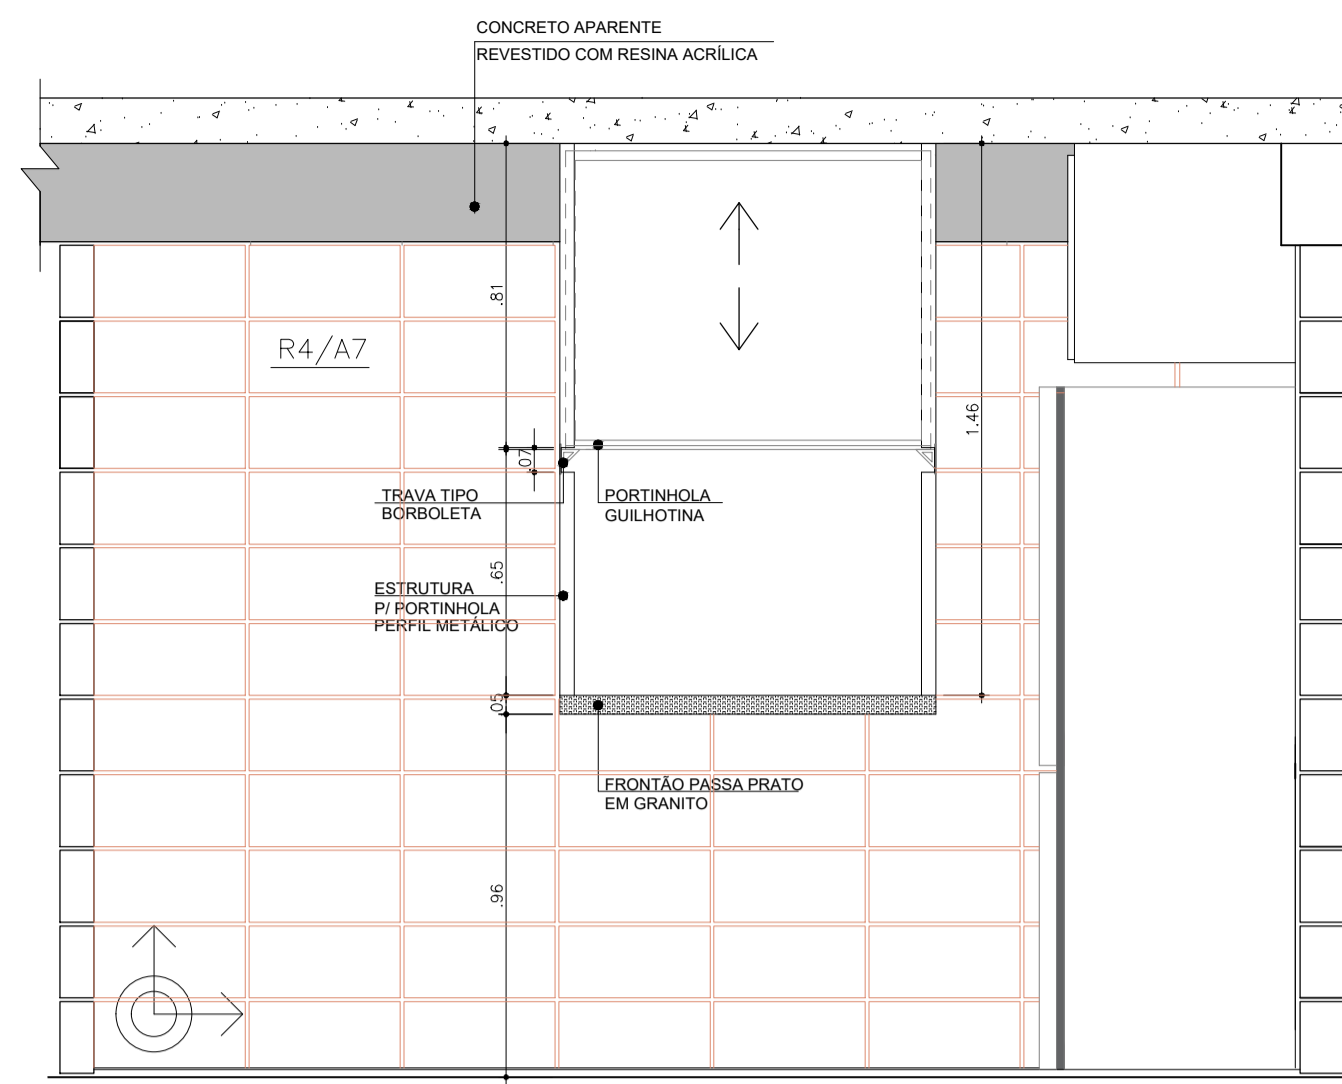 CONCRETO APARENTE
REVESTIDO COM RESINA ACRÍLICA
.81
R4/A7
1.46
.07
TRAVA TIPO
BORBOLETA
PORTINHOLA
GUILHOTINA
.65
ESTRUTURA
P/ PORTINHOLA
PERFIL METÁLICO
.05
FRONTÃO PASSA PRATO
EM GRANITO
.96